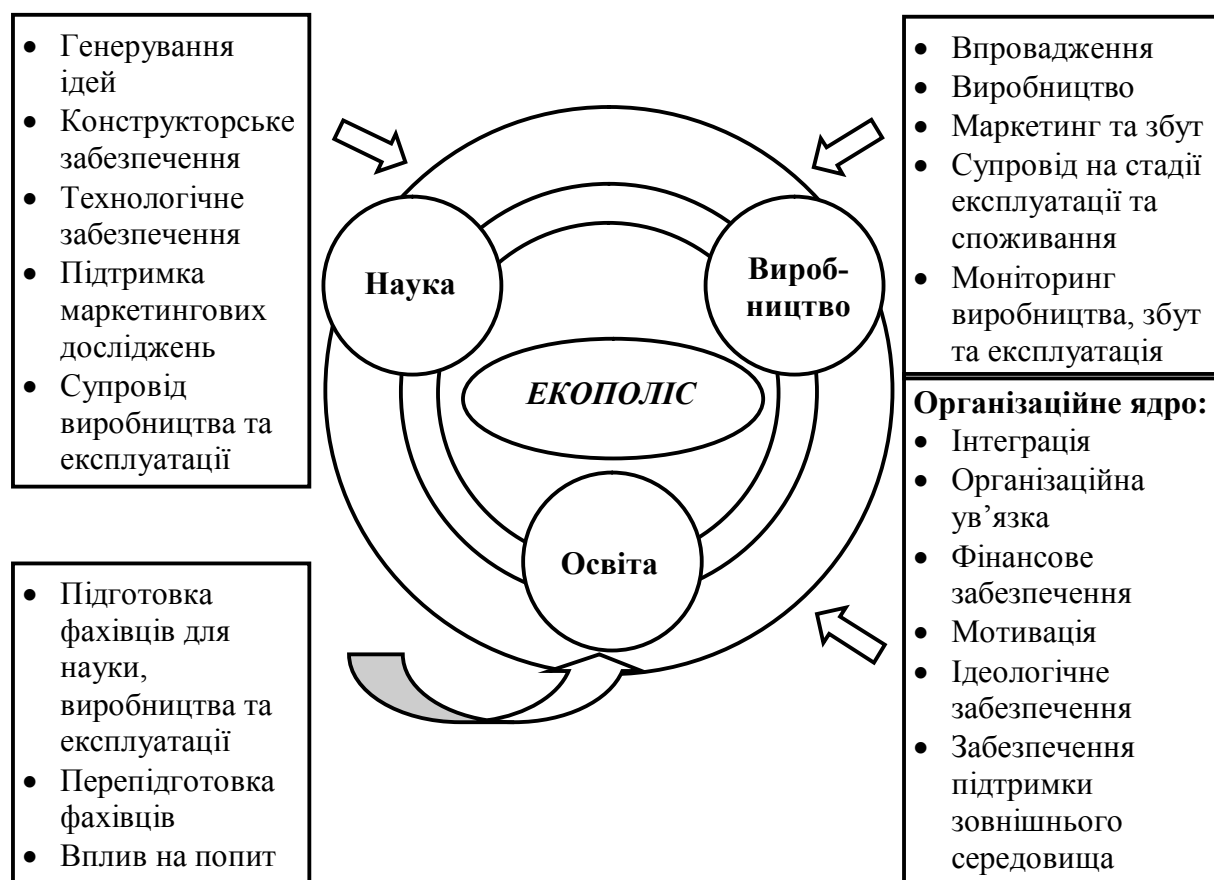 Генерування
ідей
Конструкторське
забезпечення
Технологічне
забезпечення
Підтримка
маркетингових
досліджень
Супровід
виробництва та
експлуатації
Підготовка
фахівців для
науки,
виробництва та
експлуатації
Перепідготовка
фахівців
Вплив на попит
Наука
Вироб-
ництво
ЕКОПОЛІС
Освіта
Впровадження
Виробництво
Маркетинг та збут
Супровід на стадії
експлуатації та
споживання
Моніторинг
виробництва, збут
та експлуатація
Організаційне ядро:
Інтеграція
Організаційна
ув’язка
Фінансове
забезпечення
Мотивація
Ідеологічне
забезпечення
Забезпечення
підтримки
зовнішнього
середовища